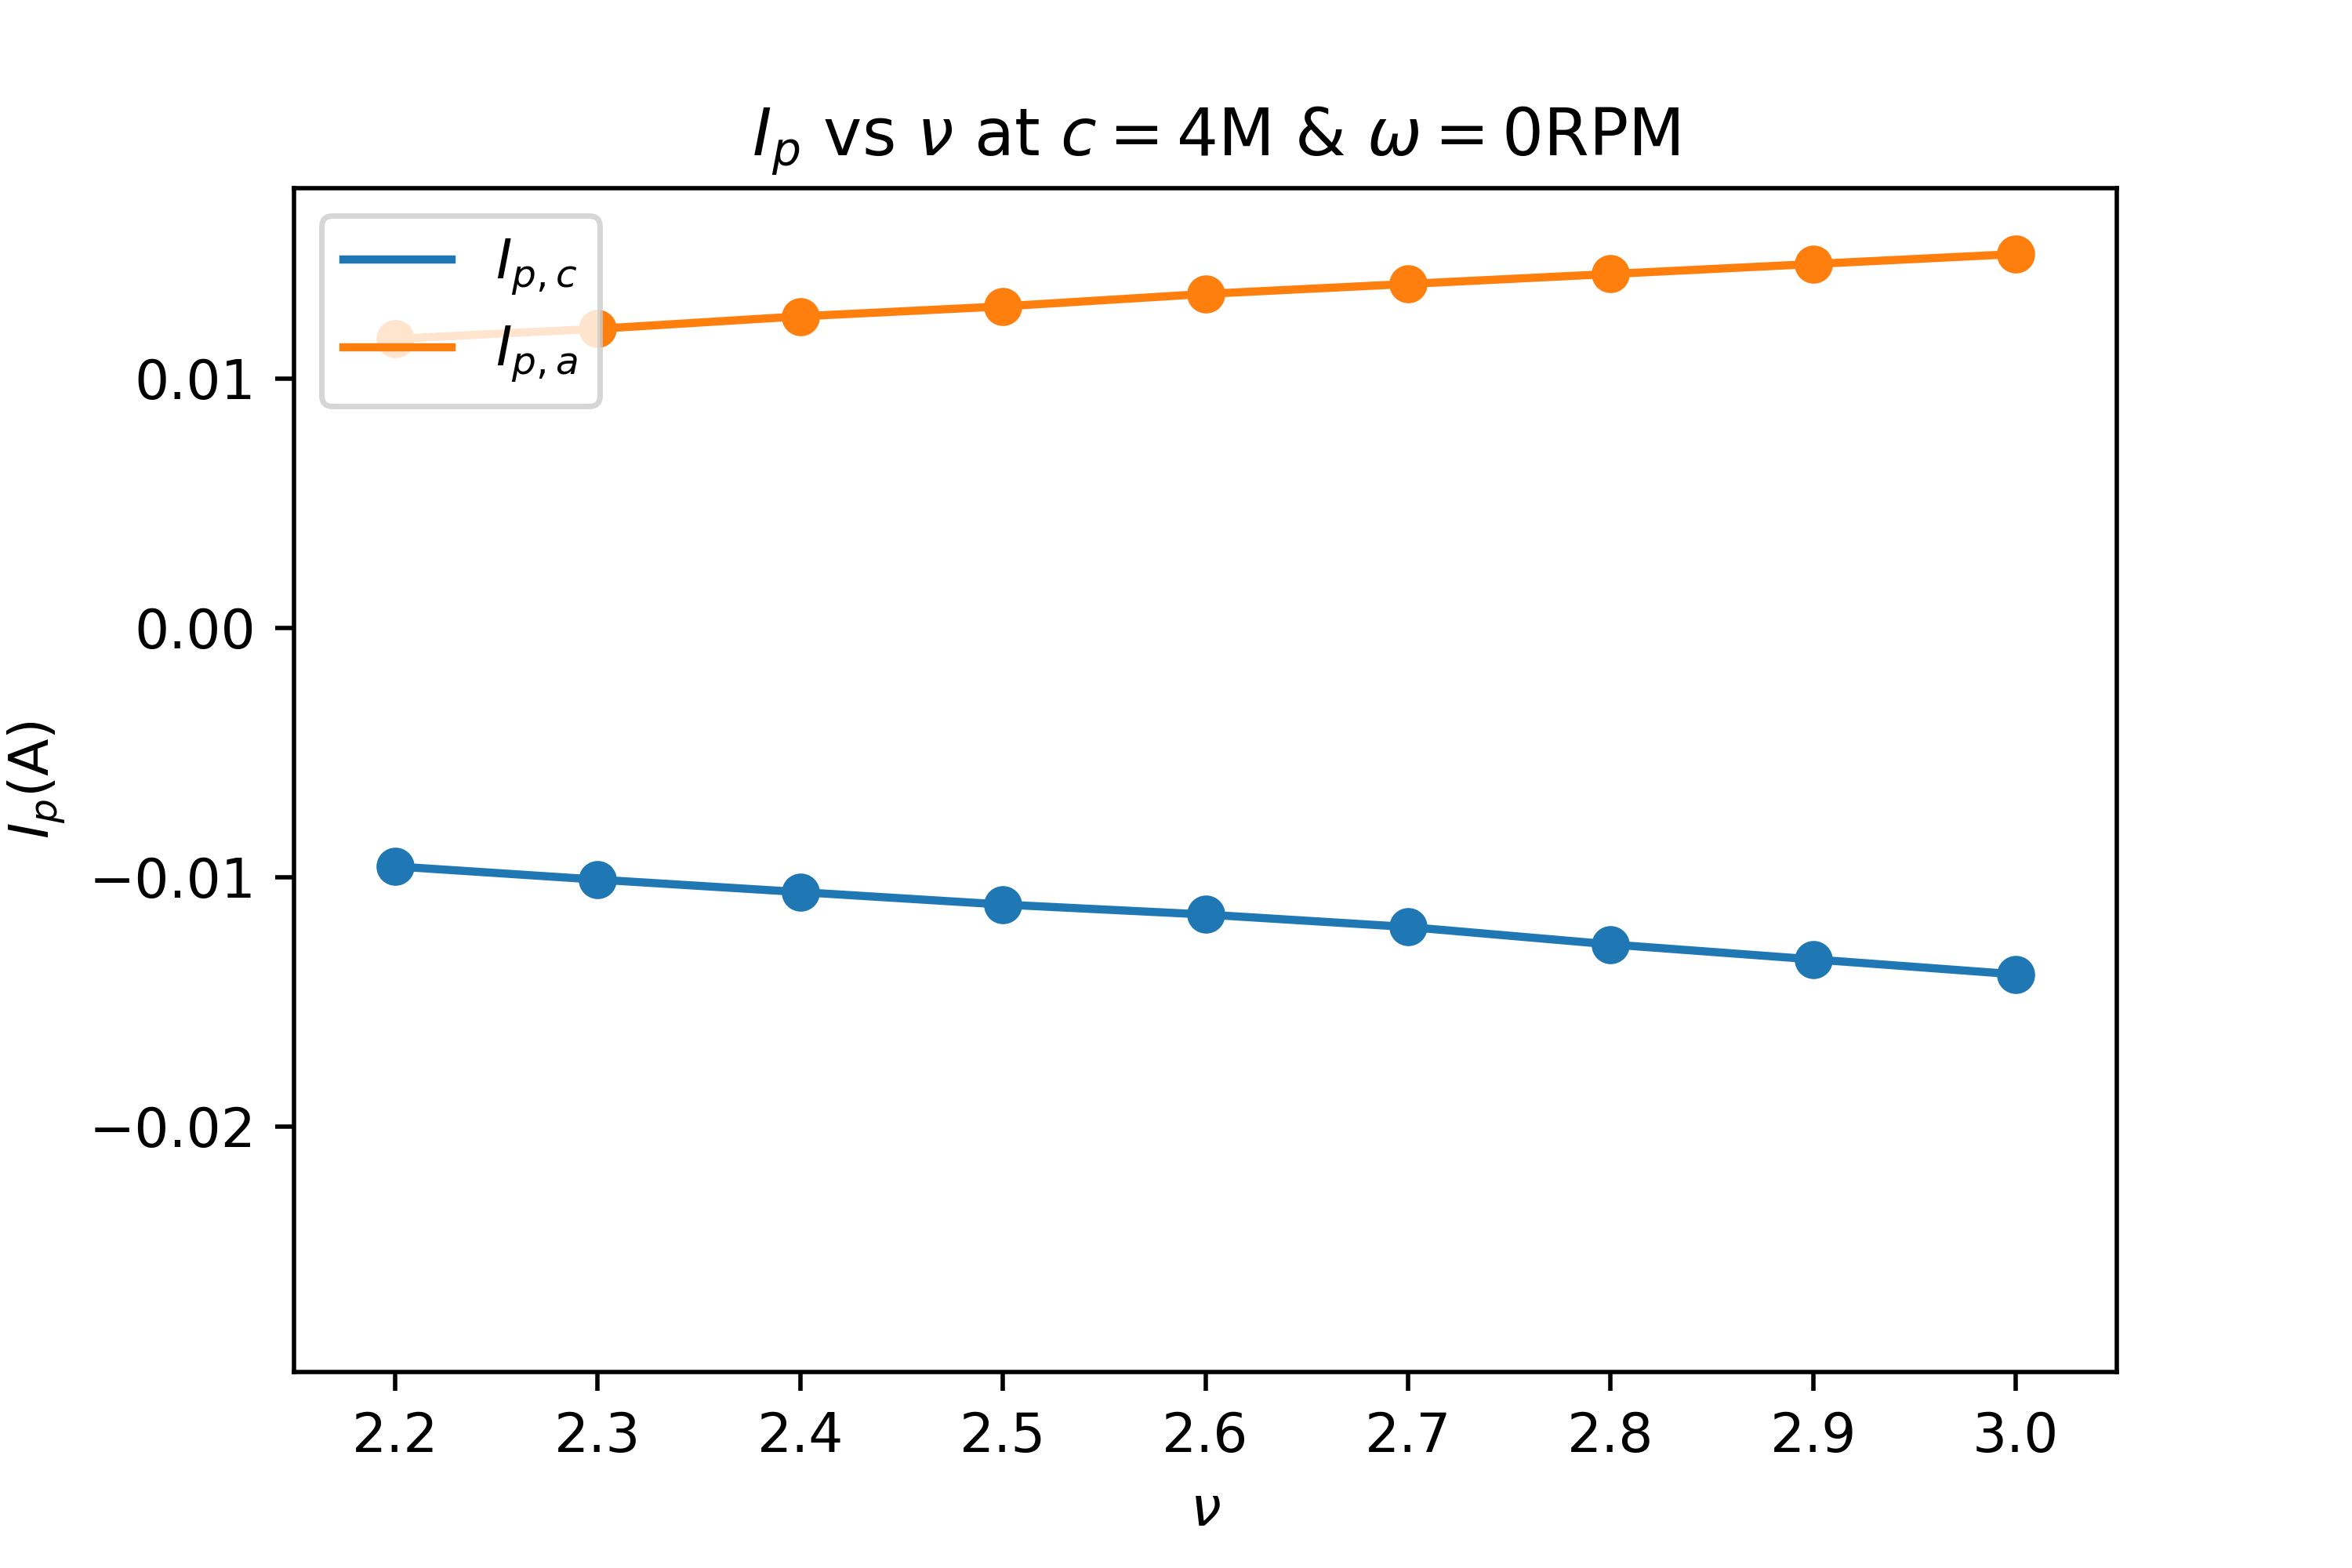 I_p vs ν at c = 4M & ω = 0RPM
I_p,c
I_p,a
0.01
0.00
−0.01
−0.02
I_p(A)
2.2 2.3 2.4 2.5 2.6 2.7 2.8 2.9 3.0
ν